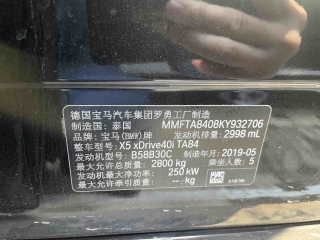 德国宝马汽车集团罗勇工厂制造
制造: 泰国 MMFTA8408KY932706
品牌: 宝马(BMW)牌 发动机排量: 2998 mL
整车型号: X5 xDrive40i TA84
发动机型号: B58B30C 制造年月: 2019-05
最大允许总质量: 2800 kg 乘坐人数: 5
最大净功率: 250 kW
最大允许牵引质量: -- kg